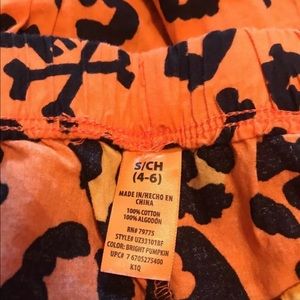 S/CH
(4-6)
MADE IN/HECHO EN
CHINA
100% COTTON
100% ALGODÓN
RN# 79775
STYLE# UZ33101BF
COLOR: BRIGHT PUMPKIN
UPC# 7 6705275400
K1Q